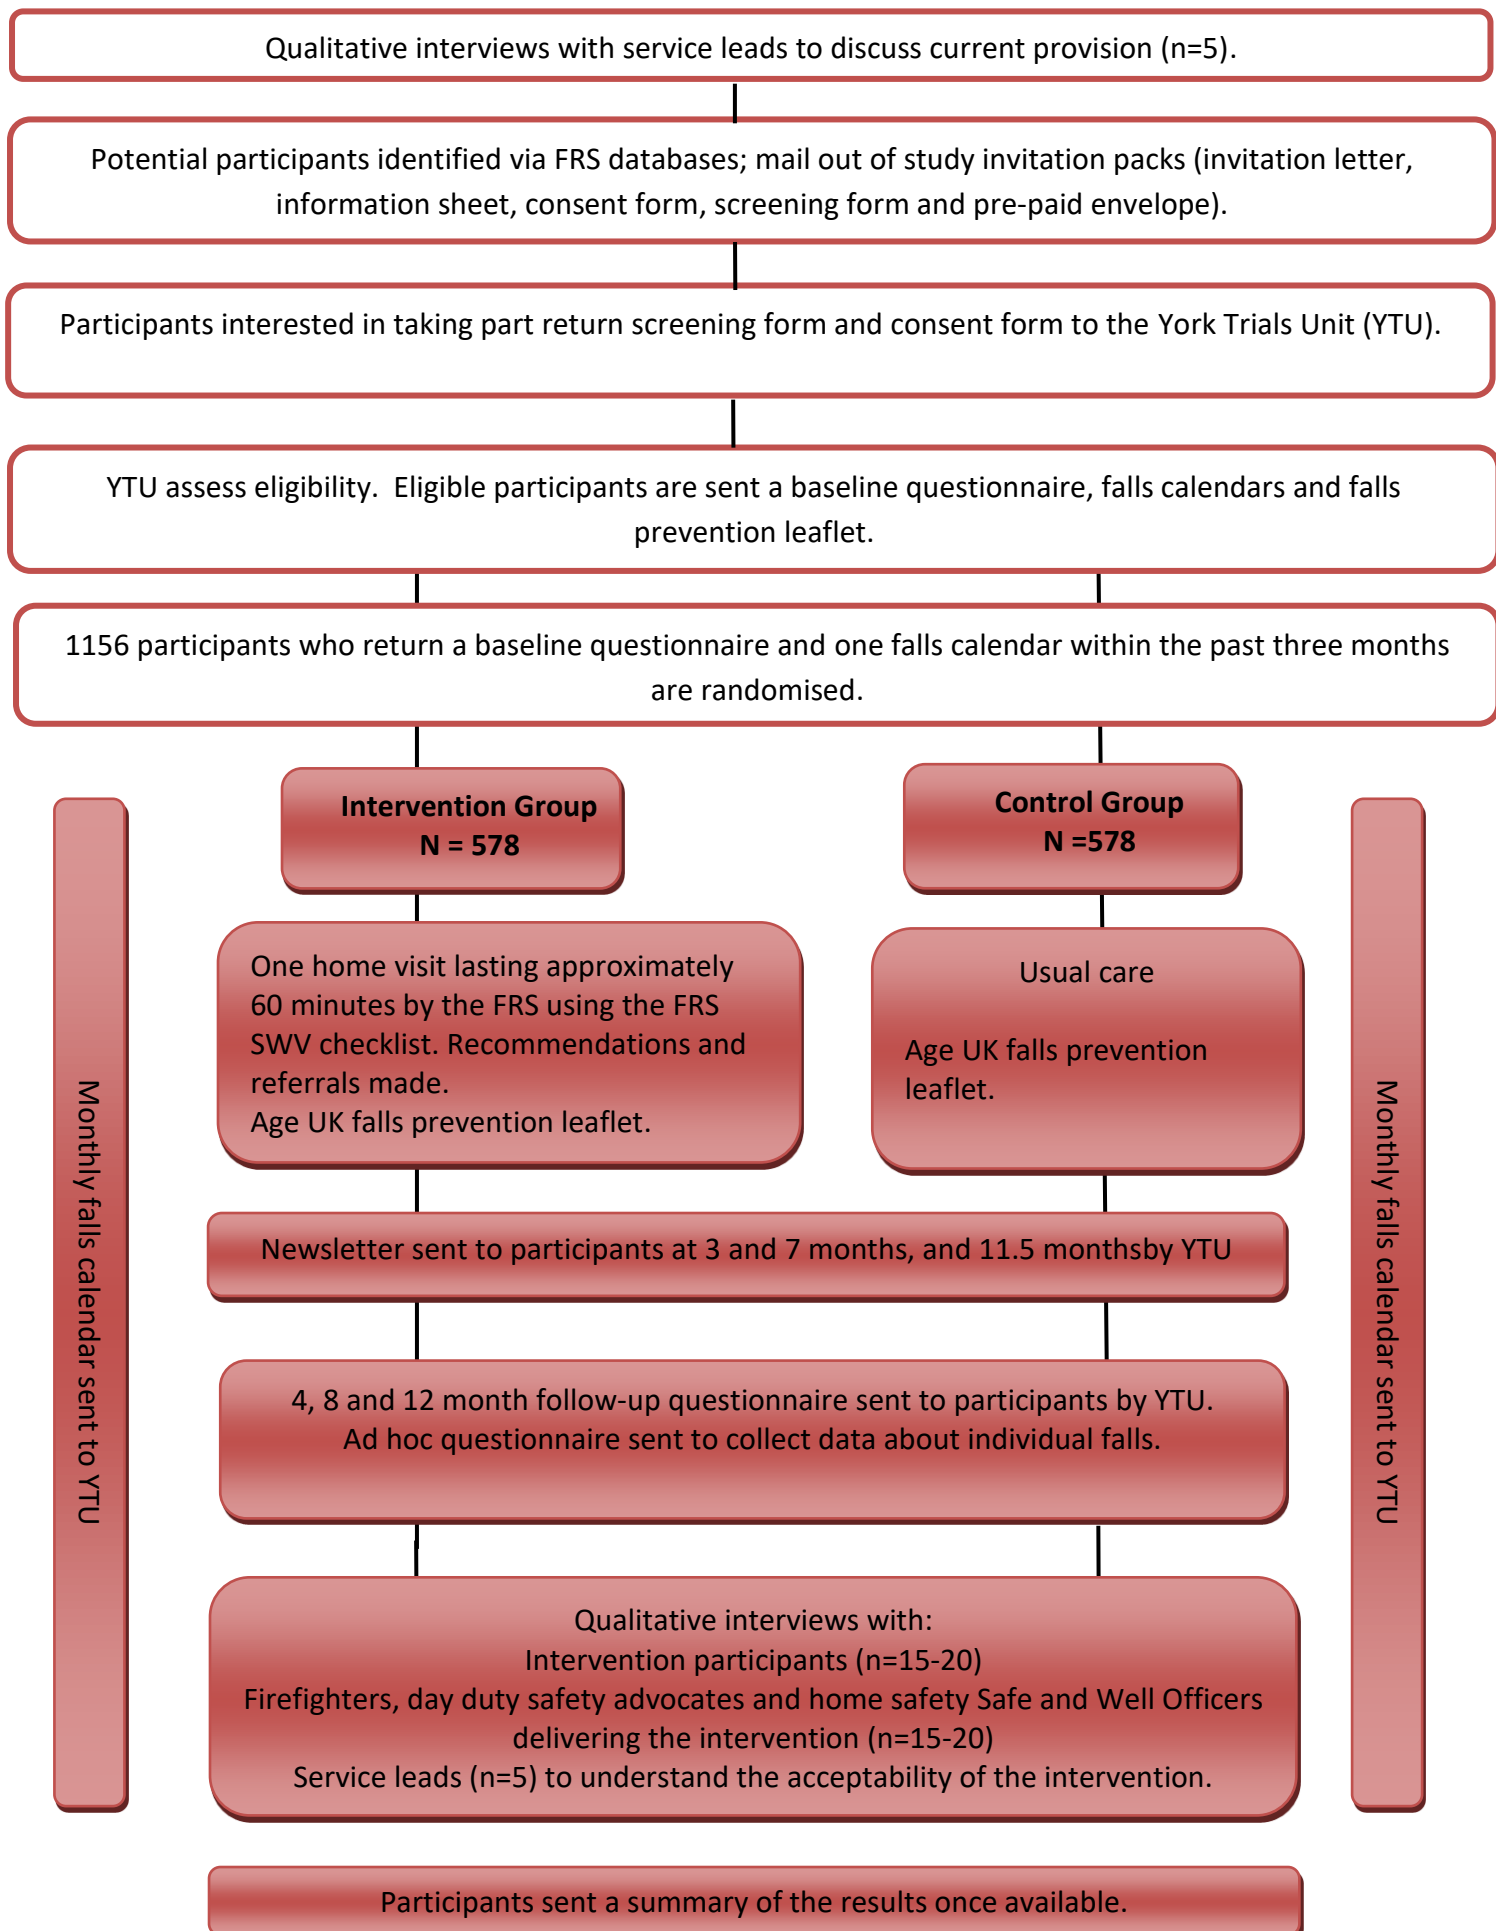 Qualitative interviews with service leads to discuss current provision (n=5).
Potential participants identified via FRS databases; mail out of study invitation packs (invitation letter,
information sheet, consent form, screening form and pre-paid envelope).
Participants interested in taking part return screening form and consent form to the York Trials Unit (YTU).
YTU assess eligibility.  Eligible participants are sent a baseline questionnaire, falls calendars and falls
prevention leaflet.
1156 participants who return a baseline questionnaire and one falls calendar within the past three months
are randomised.
Intervention Group
N = 578
Control Group
N =578
Monthly falls calendar sent to YTU
One home visit lasting approximately
60 minutes by the FRS using the FRS
SWV checklist. Recommendations and
referrals made.
Age UK falls prevention leaflet.
Usual care
Age UK falls prevention
leaflet.
Monthly falls calendar sent to YTU
Newsletter sent to participants at 3 and 7 months, and 11.5 monthsby YTU
4, 8 and 12 month follow-up questionnaire sent to participants by YTU.
Ad hoc questionnaire sent to collect data about individual falls.
Qualitative interviews with:
Intervention participants (n=15-20)
Firefighters, day duty safety advocates and home safety Safe and Well Officers
delivering the intervention (n=15-20)
Service leads (n=5) to understand the acceptability of the intervention.
Participants sent a summary of the results once available.